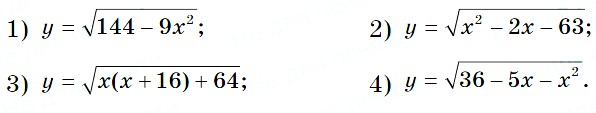 1) y = √(144 − 9x²);    2) y = √(x² − 2x − 63);
3) y = √(x(x + 16) + 64);    4) y = √(36 − 5x − x²).